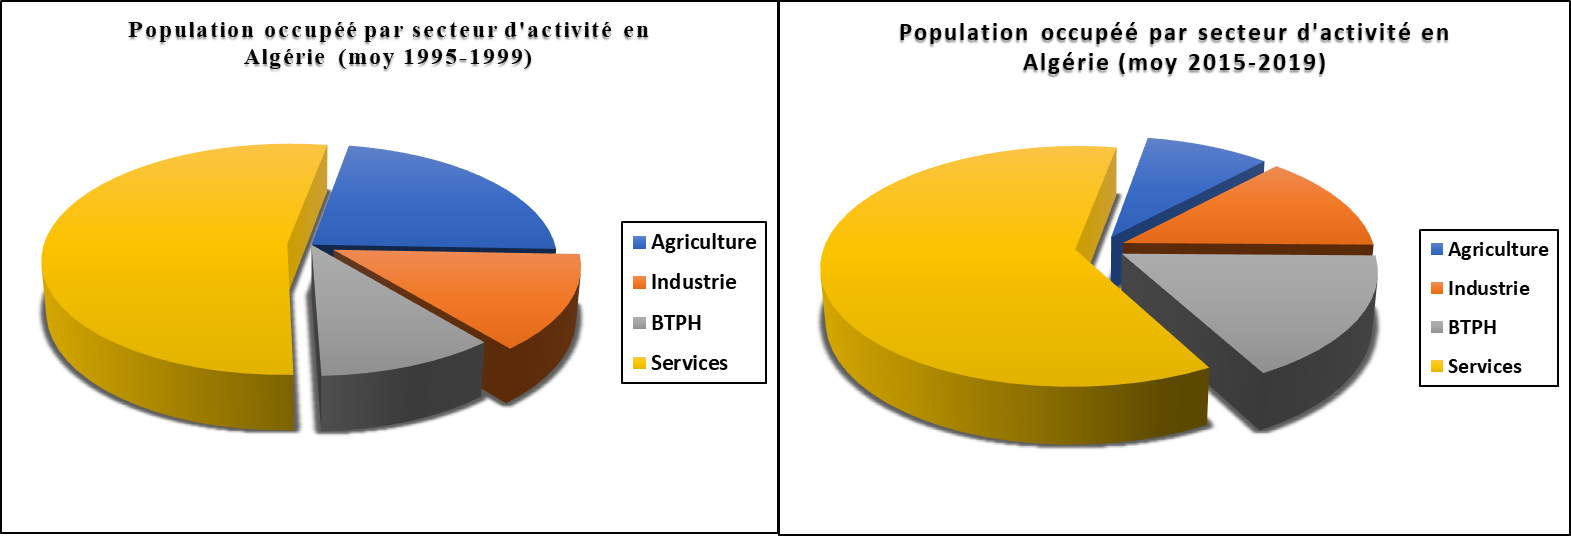 Population occupéé par secteur d'activité en
Algérie (moy 1995-1999)
Agriculture
Industrie
BTPH
Services
Population occupéé par secteur d'activité en
Algérie (moy 2015-2019)
Agriculture
Industrie
BTPH
Services